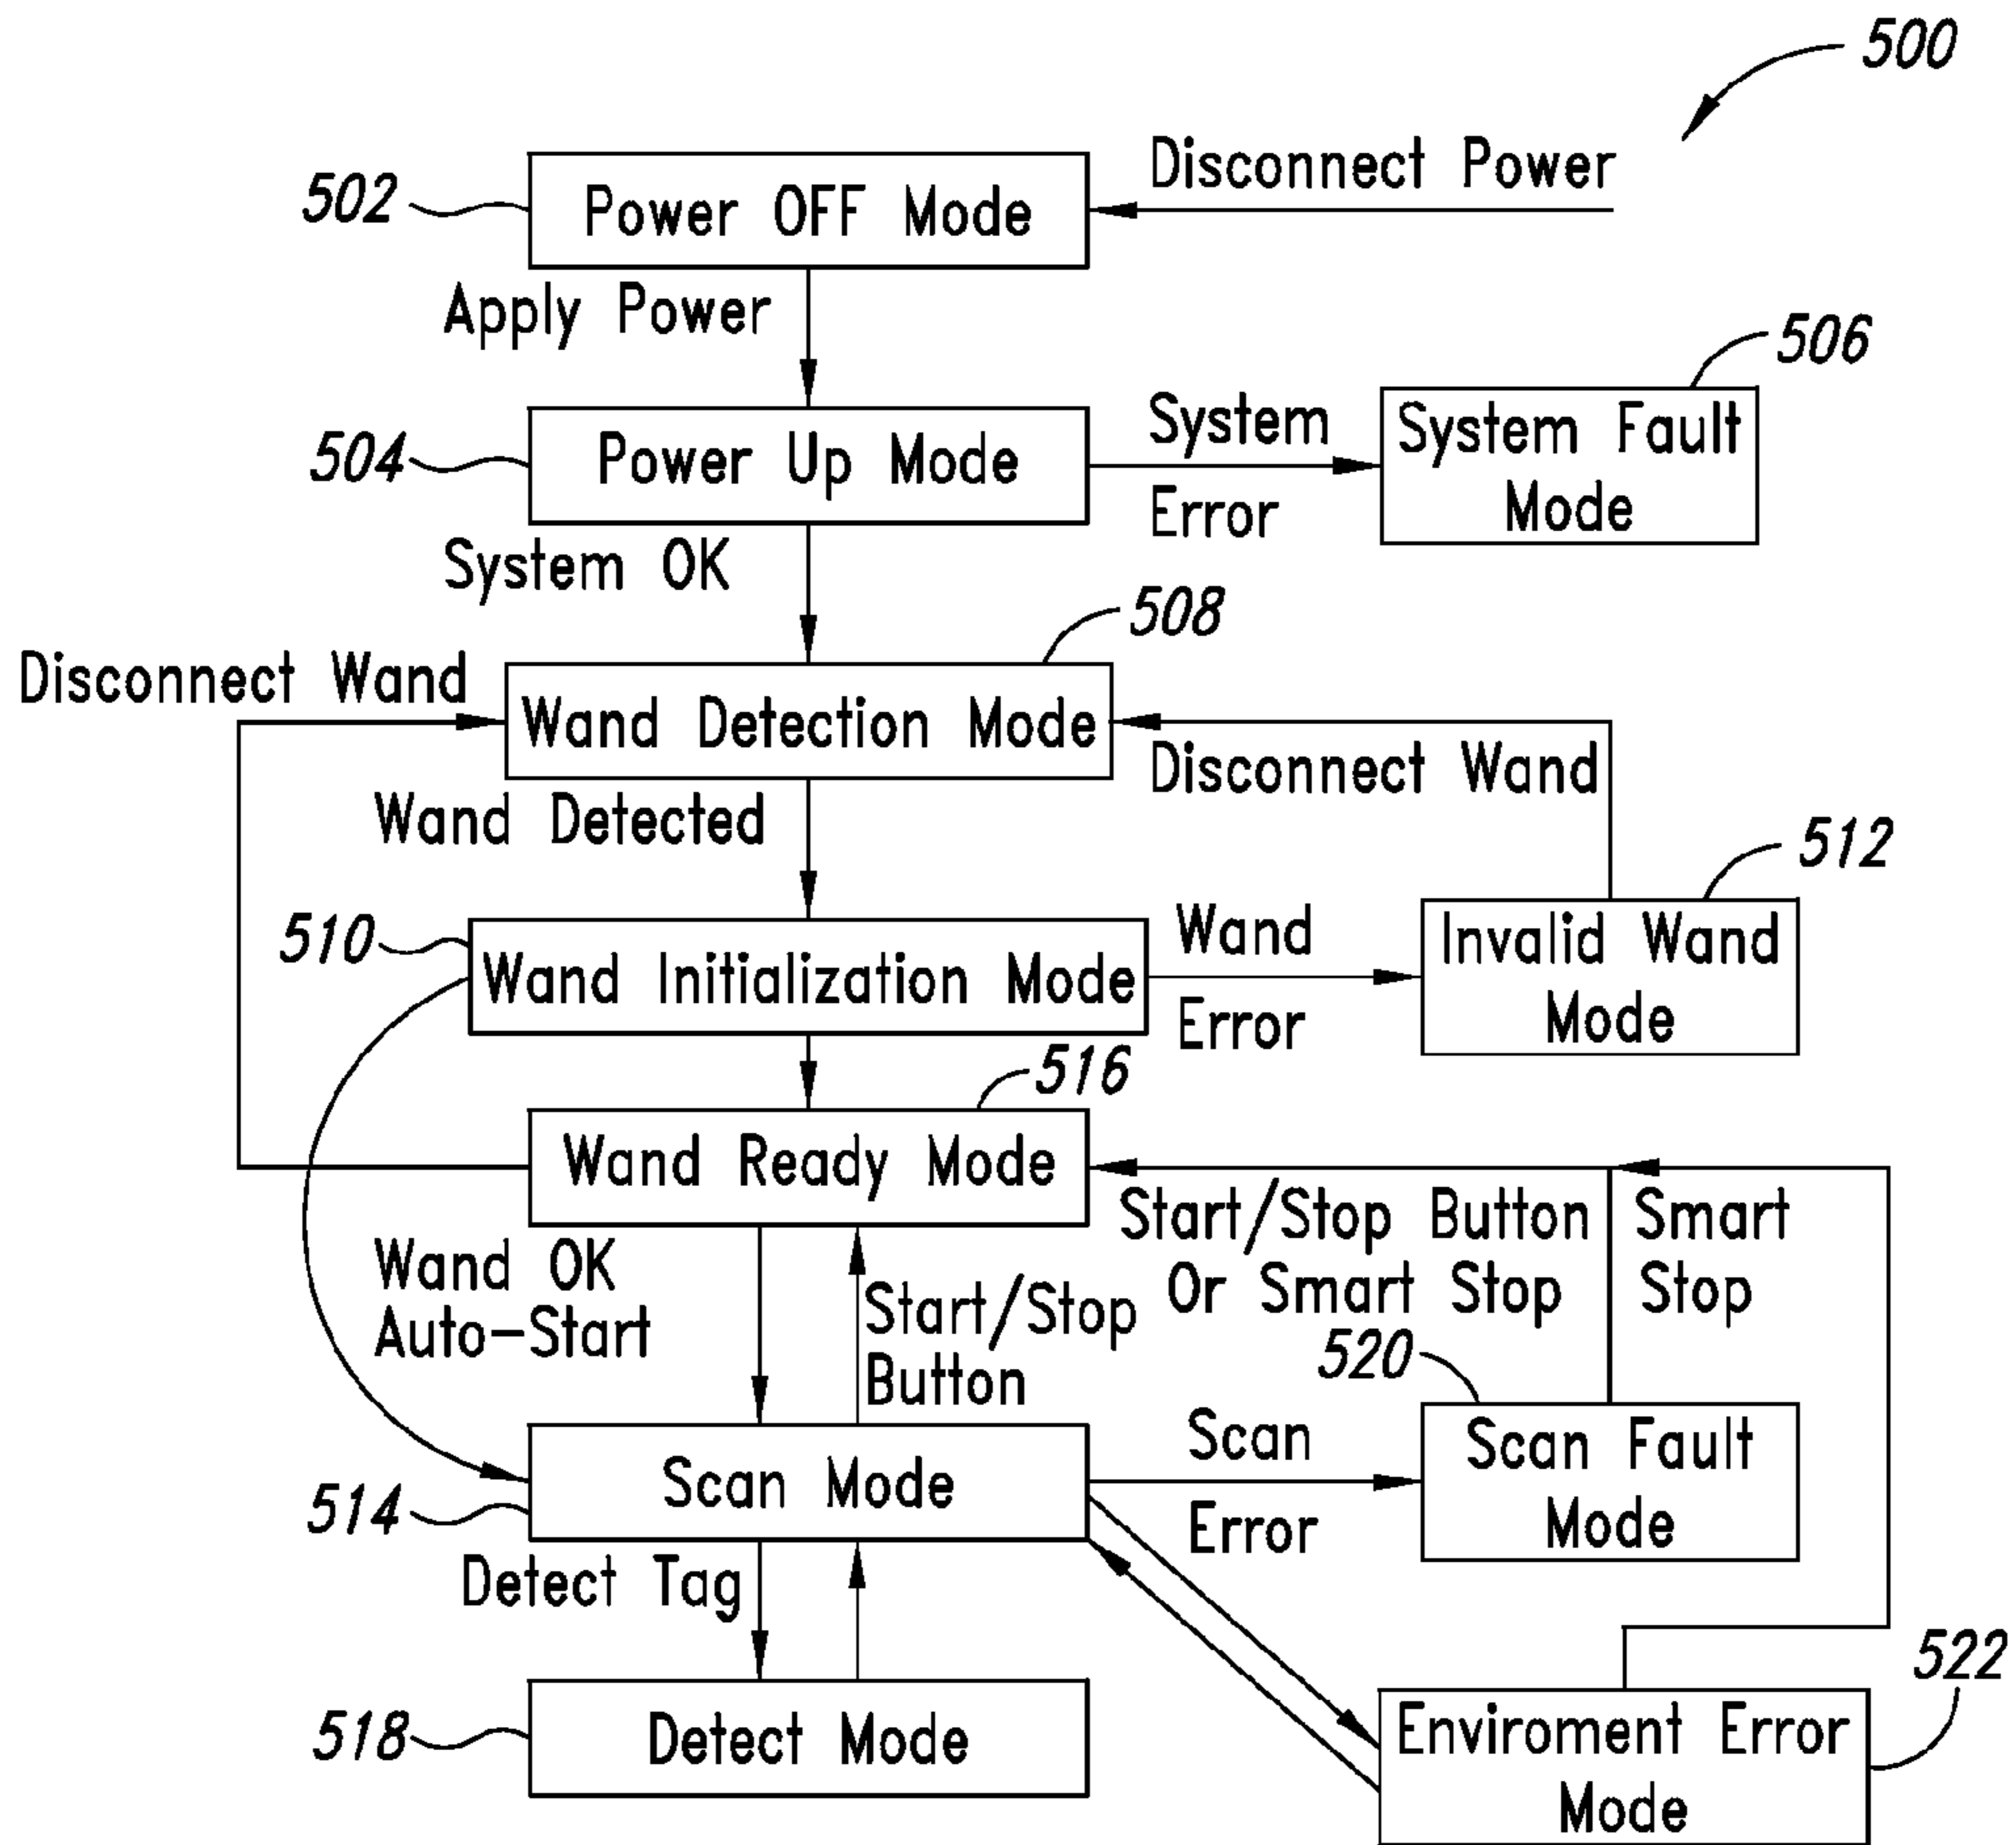 500
Disconnect Power
502
Power OFF Mode
Apply Power
506
504
Power Up Mode
System
Error
System Fault
Mode
System OK
508
Disconnect Wand
Wand Detection Mode
Disconnect Wand
Wand Detected
512
510
Wand Initialization Mode
Wand
Error
Invalid Wand
Mode
516
Wand Ready Mode
Start/Stop Button
Or Smart Stop
Smart
Stop
Wand OK
Auto-Start
Start/Stop
Button
520
Scan
Error
Scan Fault
Mode
Scan Mode
514
Detect Tag
522
518
Detect Mode
Enviroment Error
Mode